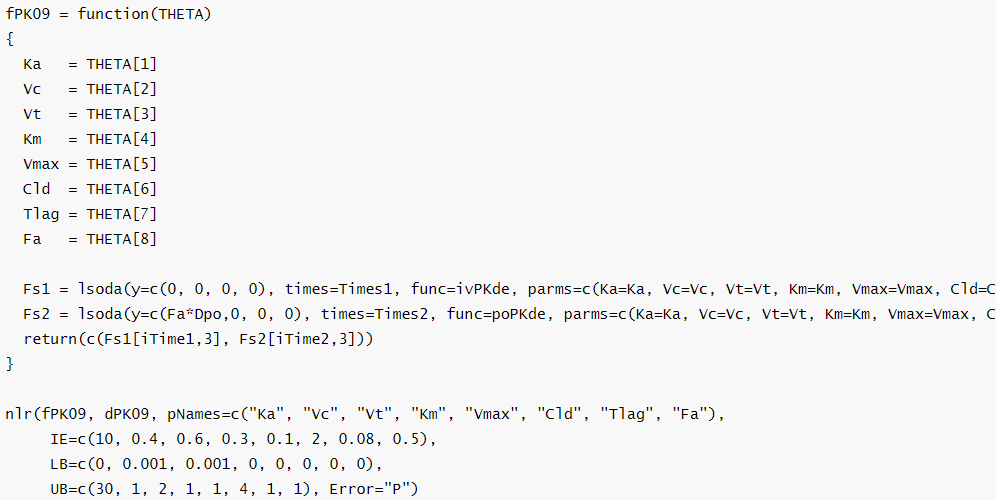 fPK09 = function(THETA)
{
  Ka   = THETA[1]
  Vc   = THETA[2]
  Vt   = THETA[3]
  Km   = THETA[4]
  Vmax = THETA[5]
  Cld  = THETA[6]
  Tlag = THETA[7]
  Fa   = THETA[8]

  Fs1 = lsoda(y=c(0, 0, 0, 0), times=Times1, func=ivPKde, parms=c(Ka=Ka, Vc=Vc, Vt=Vt, Km=Km, Vmax=Vmax, Cld=C
  Fs2 = lsoda(y=c(Fa*Dpo,0, 0, 0), times=Times2, func=poPKde, parms=c(Ka=Ka, Vc=Vc, Vt=Vt, Km=Km, Vmax=Vmax, C
  return(c(Fs1[iTime1,3], Fs2[iTime2,3]))
}

nlr(fPK09, dPK09, pNames=c("Ka", "Vc", "Vt", "Km", "Vmax", "Cld", "Tlag", "Fa"),
     IE=c(10, 0.4, 0.6, 0.3, 0.1, 2, 0.08, 0.5),
     LB=c(0, 0.001, 0.001, 0, 0, 0, 0, 0),
     UB=c(30, 1, 2, 1, 1, 4, 1, 1), Error="P")